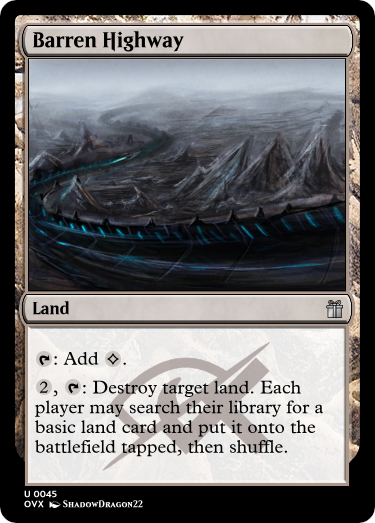 Barren Highway
Land
: Add .
2, : Destroy target land. Each
player may search their library for a
basic land card and put it onto the
battlefield tapped, then shuffle.
U 0045
OVX ShadowDragon22